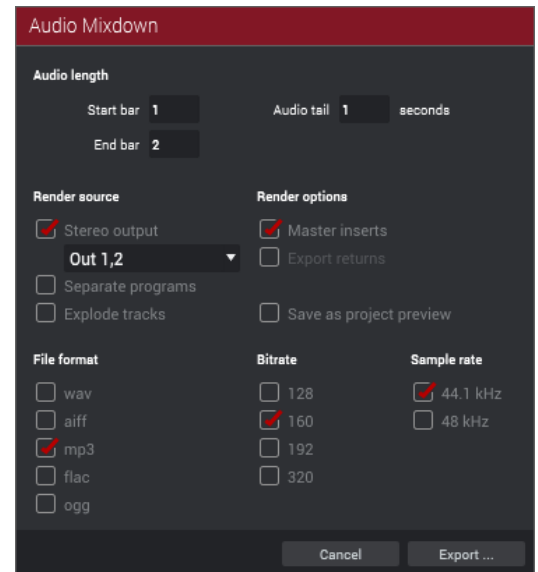 Audio Mixdown
Audio length
Start bar 1 Audio tail 1 seconds
End bar 2
Render source Render options
Stereo output Master inserts
Out 1,2 Export returns
Separate programs
Explode tracks Save as project preview
File format Bitrate Sample rate
wav 128 44.1 kHz
aiff 160 48 kHz
mp3 192
flac 320
ogg
Cancel Export ...